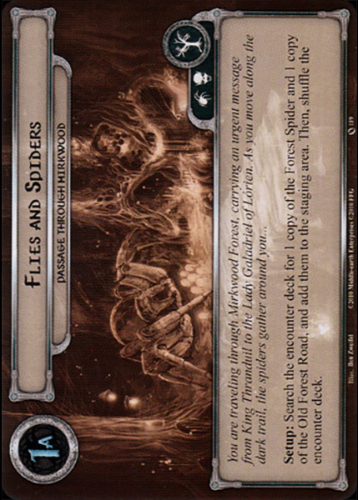 1A
Flies and Spiders
Passage Through Mirkwood
You are traveling through Mirkwood Forest, carrying an urgent message
from King Thranduil to the Lady Galadriel of Lórien. As you move along
the dark trail, the spiders gather around you...
Setup: Search the encounter deck for 1 copy of the Forest Spider and 1 copy
of the Old Forest Road, and add them to the staging area. Then, shuffle the
encounter deck.
Illus. Ben Zweifel ©2010 Middle-earth Enterprises ©2010 FFG 119